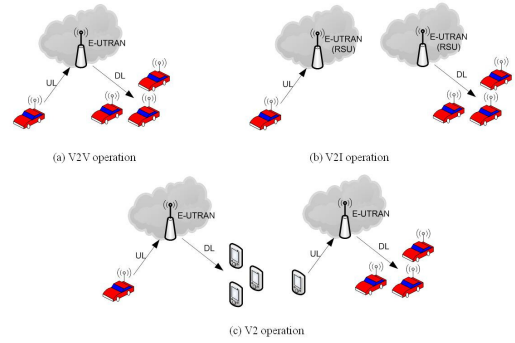 E-UTRAN
UL
DL
(a) V2V operation
E-UTRAN
(RSU)
UL
E-UTRAN
(RSU)
DL
(b) V2I operation
E-UTRAN
UL
DL
E-UTRAN
UL
DL
(c) V2 operation